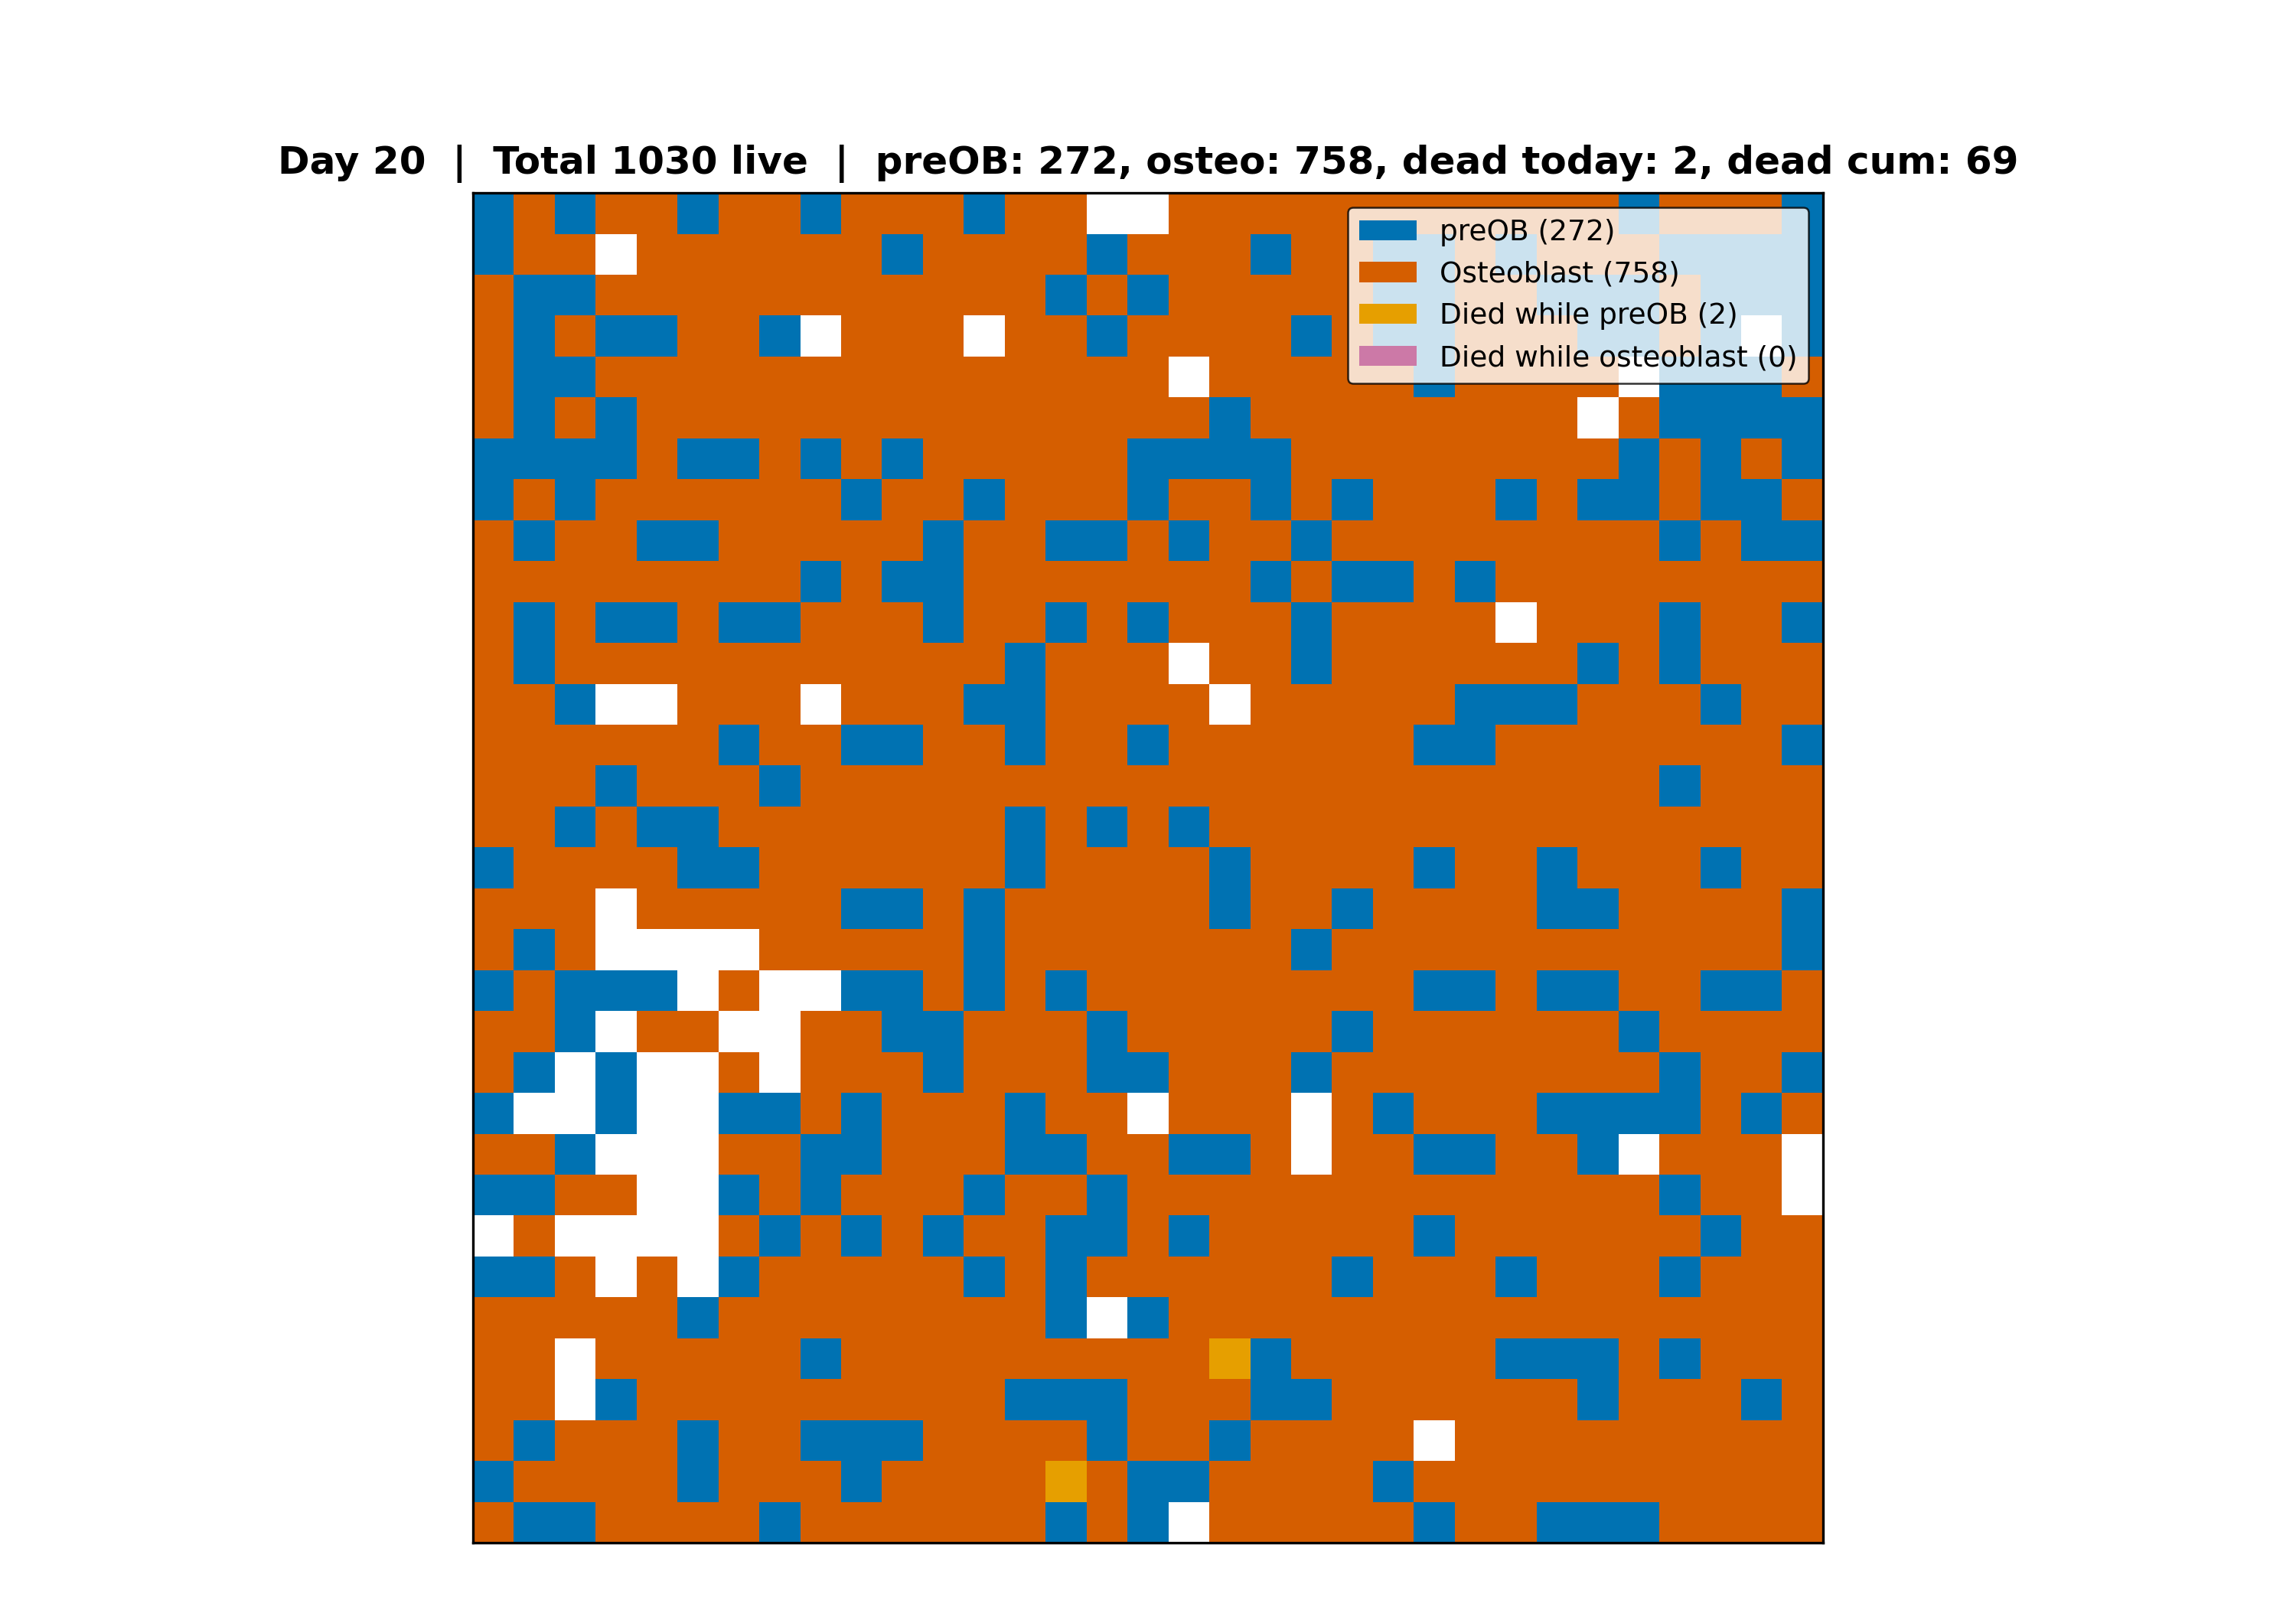 Day 20 | Total 1030 live | preOB: 272, osteo: 758, dead today: 2, dead cum: 69
preOB (272)
Osteoblast (758)
Died while preOB (2)
Died while osteoblast (0)